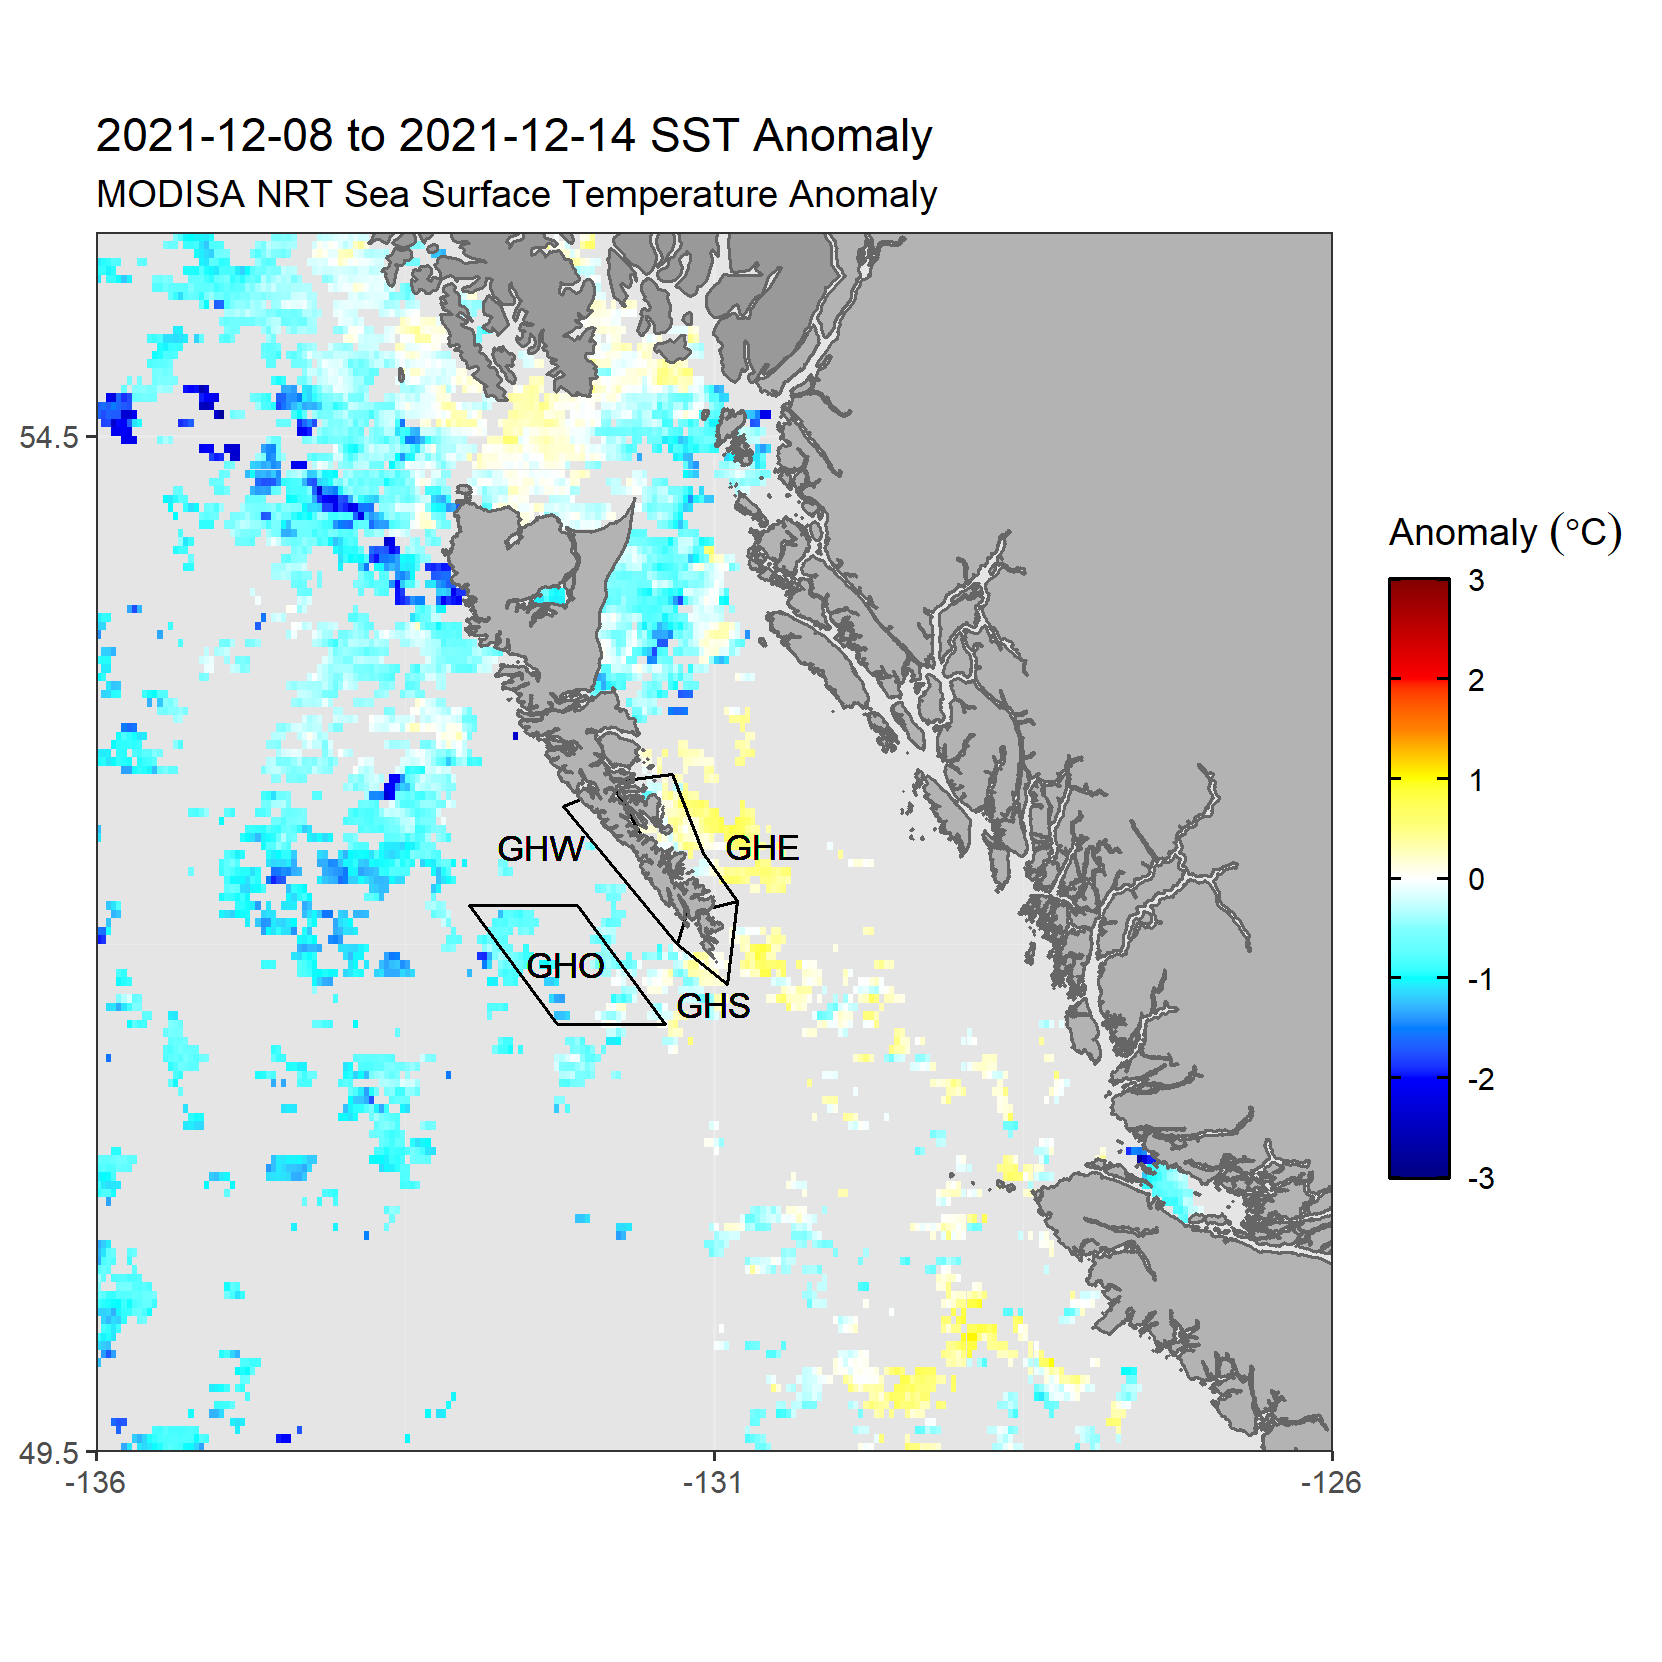 2021-12-08 to 2021-12-14 SST Anomaly
MODISA NRT Sea Surface Temperature Anomaly
54.5
49.5
-136
-131
-126
GHW
GHE
GHO
GHS
Anomaly (°C)
3
2
1
0
-1
-2
-3